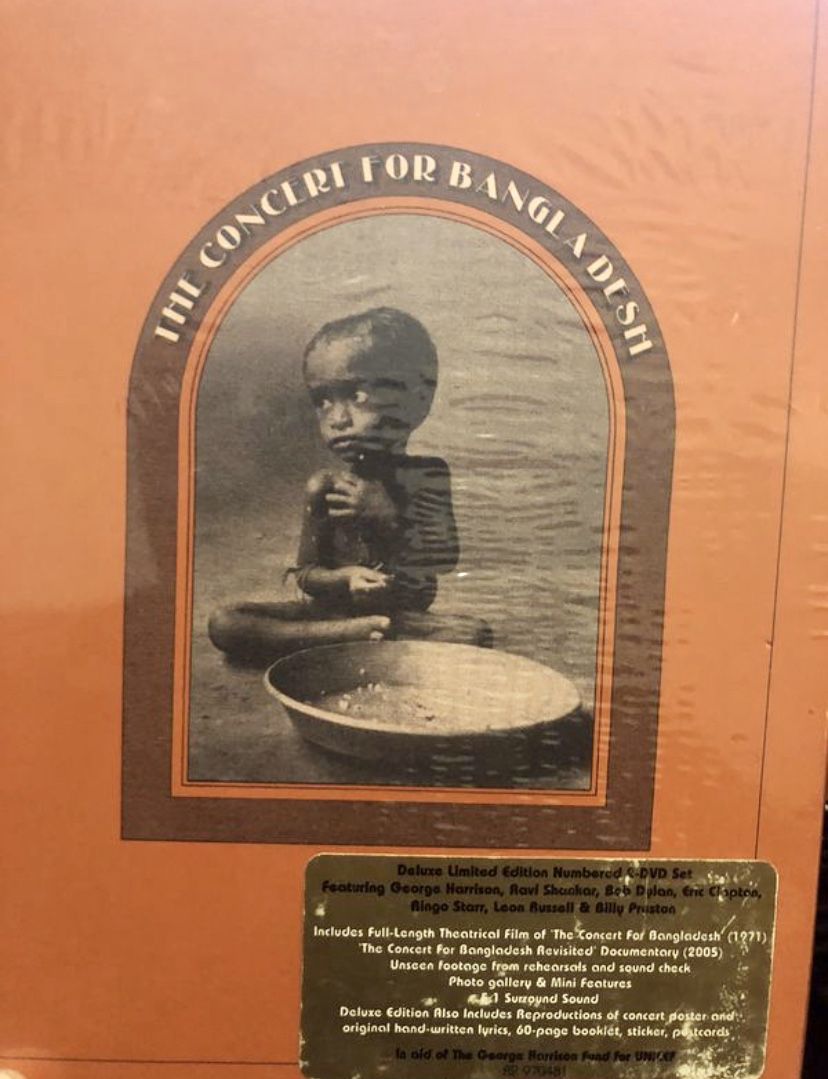 THE CONCERT FOR BANGLADESH
Deluxe Limited Edition Numbered 2-DVD Set
Featuring George Harrison, Ravi Shankar, Bob Dylan, Eric Clapton,
Ringo Starr, Leon Russell & Billy Preston
Includes Full-Length Theatrical Film of 'The Concert For Bangladesh' (1971)
'The Concert For Bangladesh Revisited' Documentary (2005)
Unseen footage from rehearsals and sound check
Photo gallery & Mini Features
5.1 Surround Sound
Deluxe Edition Also Includes Reproductions of concert poster and
original hand-written lyrics, 60-page booklet, sticker, postcards
In aid of The George Harrison Fund for UNICEF
970481